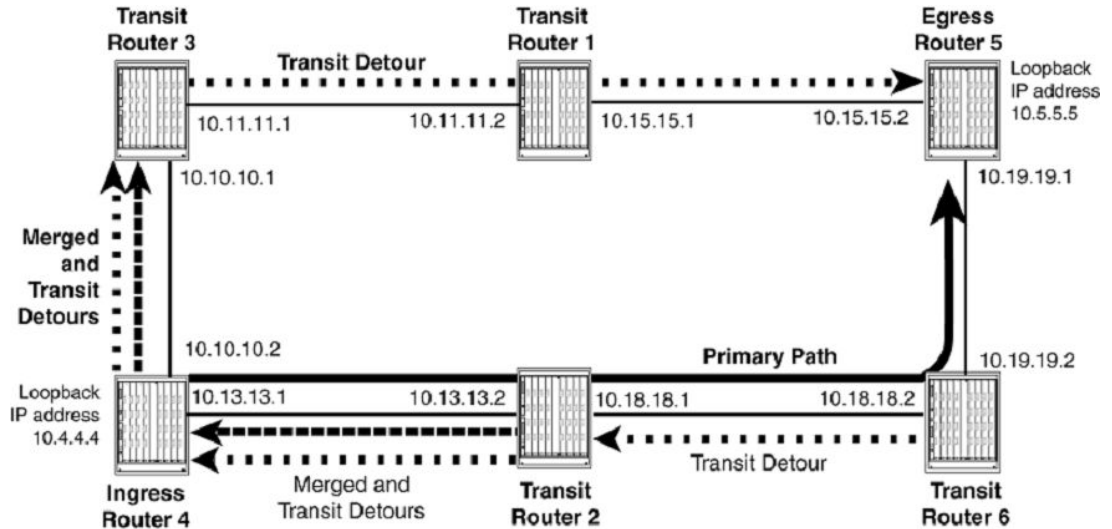 Transit
Router 3
Transit
Router 1
Egress
Router 5
Transit Detour
Loopback
IP address
10.5.5.5
10.11.11.1
10.11.11.2
10.15.15.1
10.15.15.2
10.10.10.1
10.19.19.1
Merged
and
Transit
Detours
10.10.10.2
Primary Path
10.19.19.2
Loopback
IP address
10.4.4.4
10.13.13.1
10.13.13.2
10.18.18.1
10.18.18.2
Ingress
Router 4
Merged and
Transit Detours
Transit
Router 2
Transit Detour
Transit
Router 6